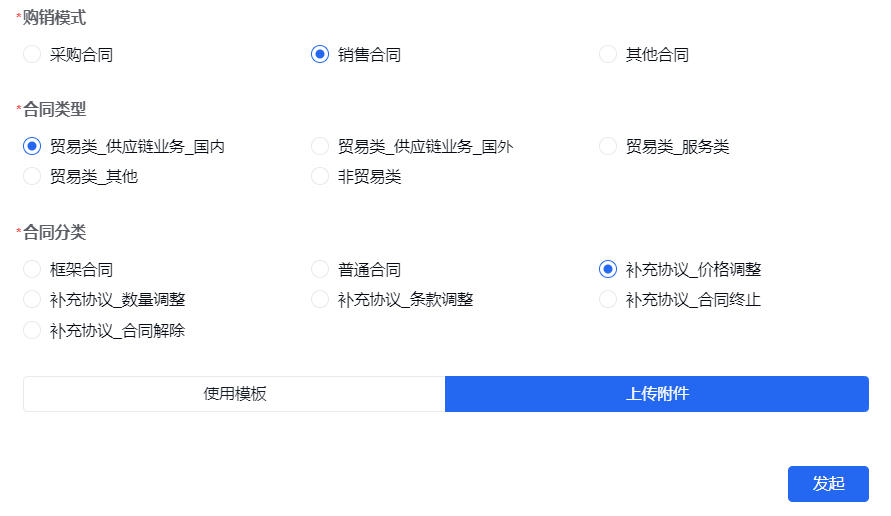 *购销模式
采购合同 销售合同 其他合同
*合同类型
贸易类_供应链业务_国内 贸易类_供应链业务_国外 贸易类_服务类
贸易类_其他 非贸易类
*合同分类
框架合同 普通合同 补充协议_价格调整
补充协议_数量调整 补充协议_条款调整 补充协议_合同终止
补充协议_合同解除
使用模板 上传附件
发起